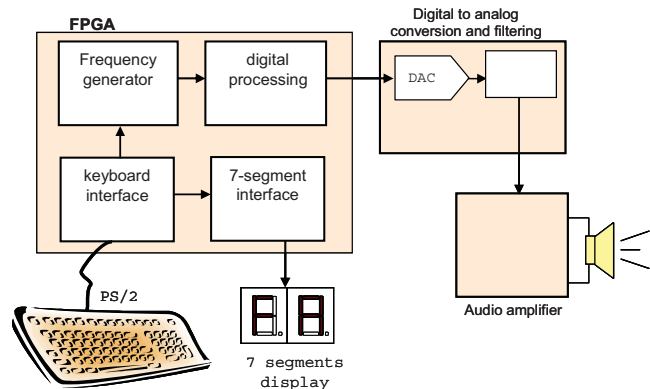 FPGA
Digital to analog
conversion and filtering
Frequency
generator
digital
processing
DAC
keyboard
interface
7-segment
interface
PS/2
Audio amplifier
7 segments
display